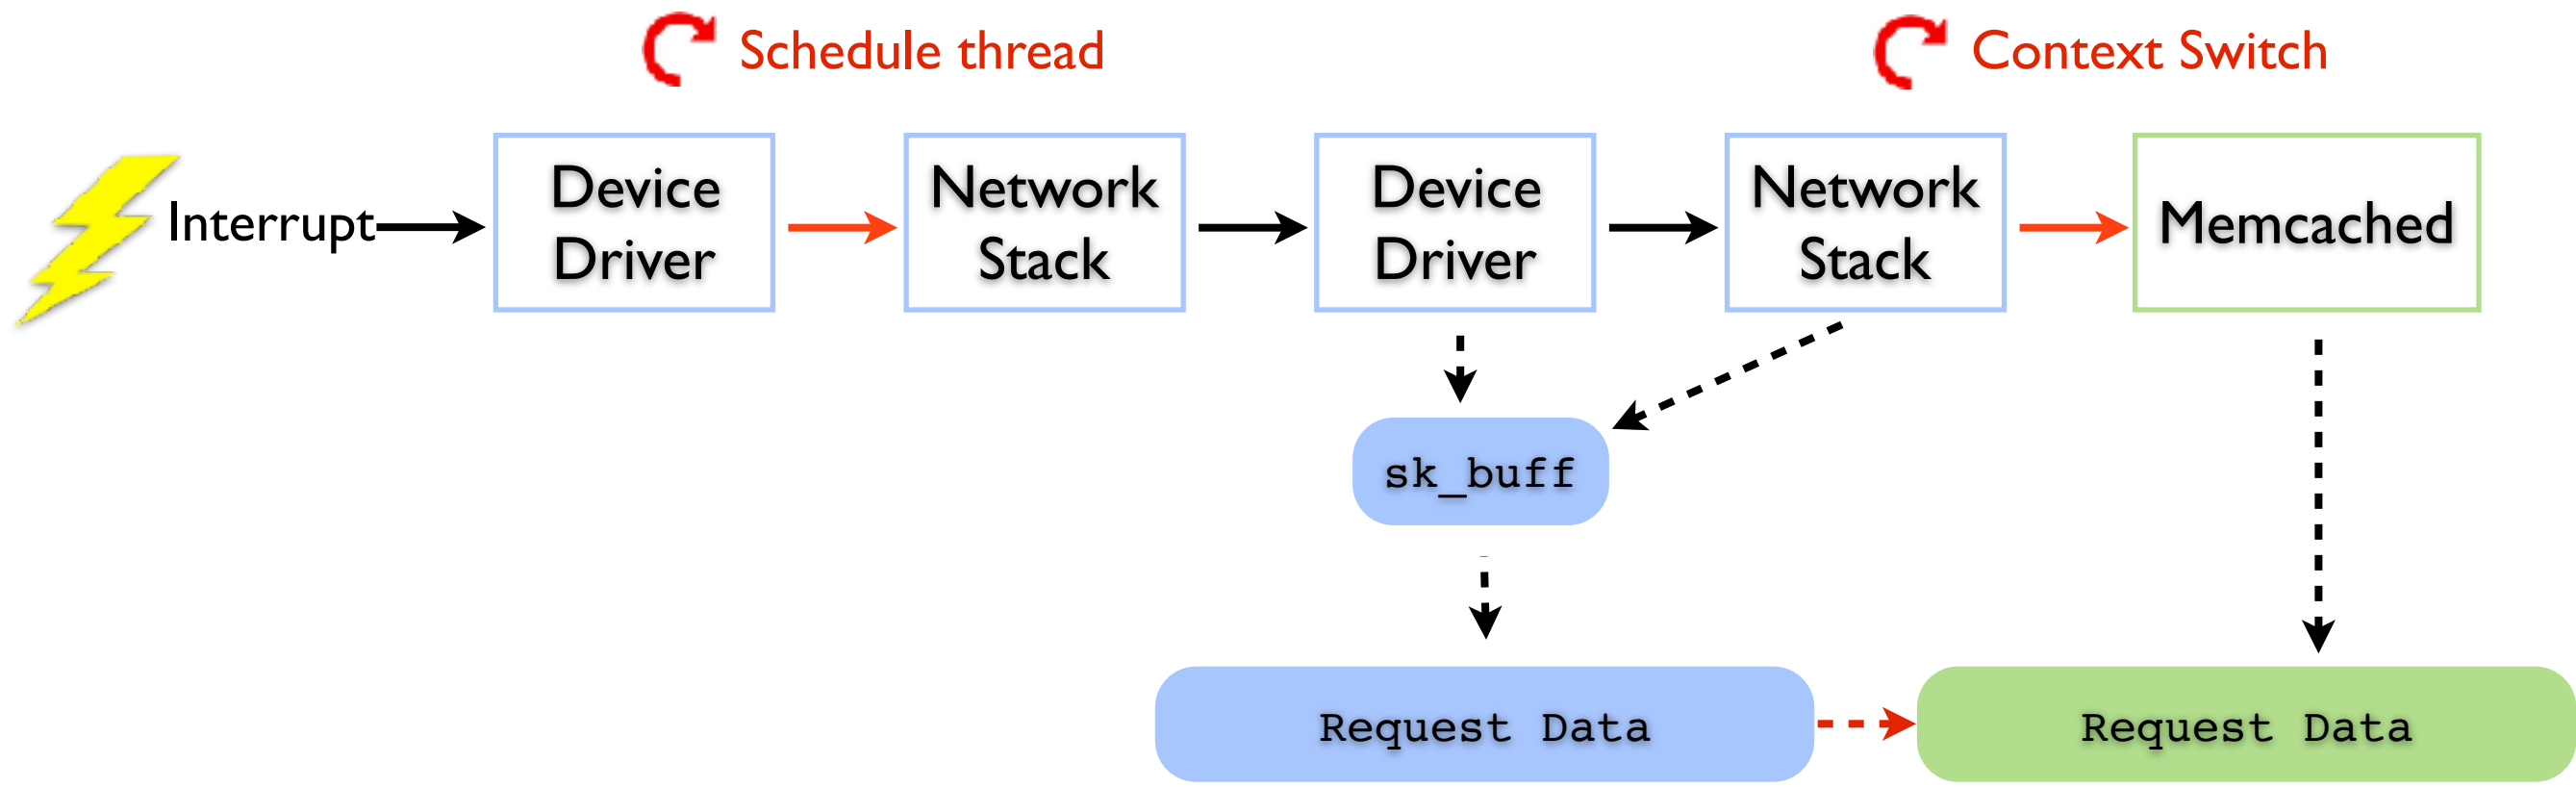 Schedule thread
Context Switch
Interrupt
Device
Driver
Network
Stack
Device
Driver
Network
Stack
Memcached
sk_buff
Request Data
Request Data